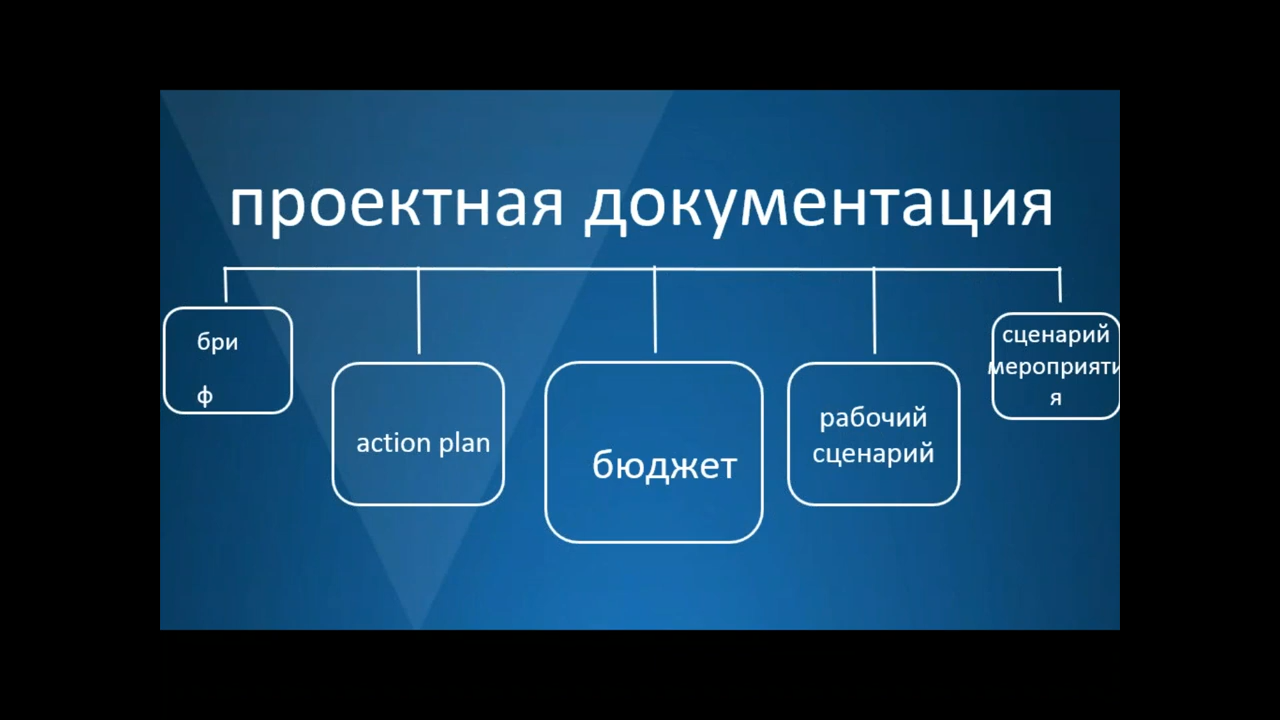 проектная документация
бри
ф
action plan
бюджет
рабочий
сценарий
сценарий
мероприяти
я